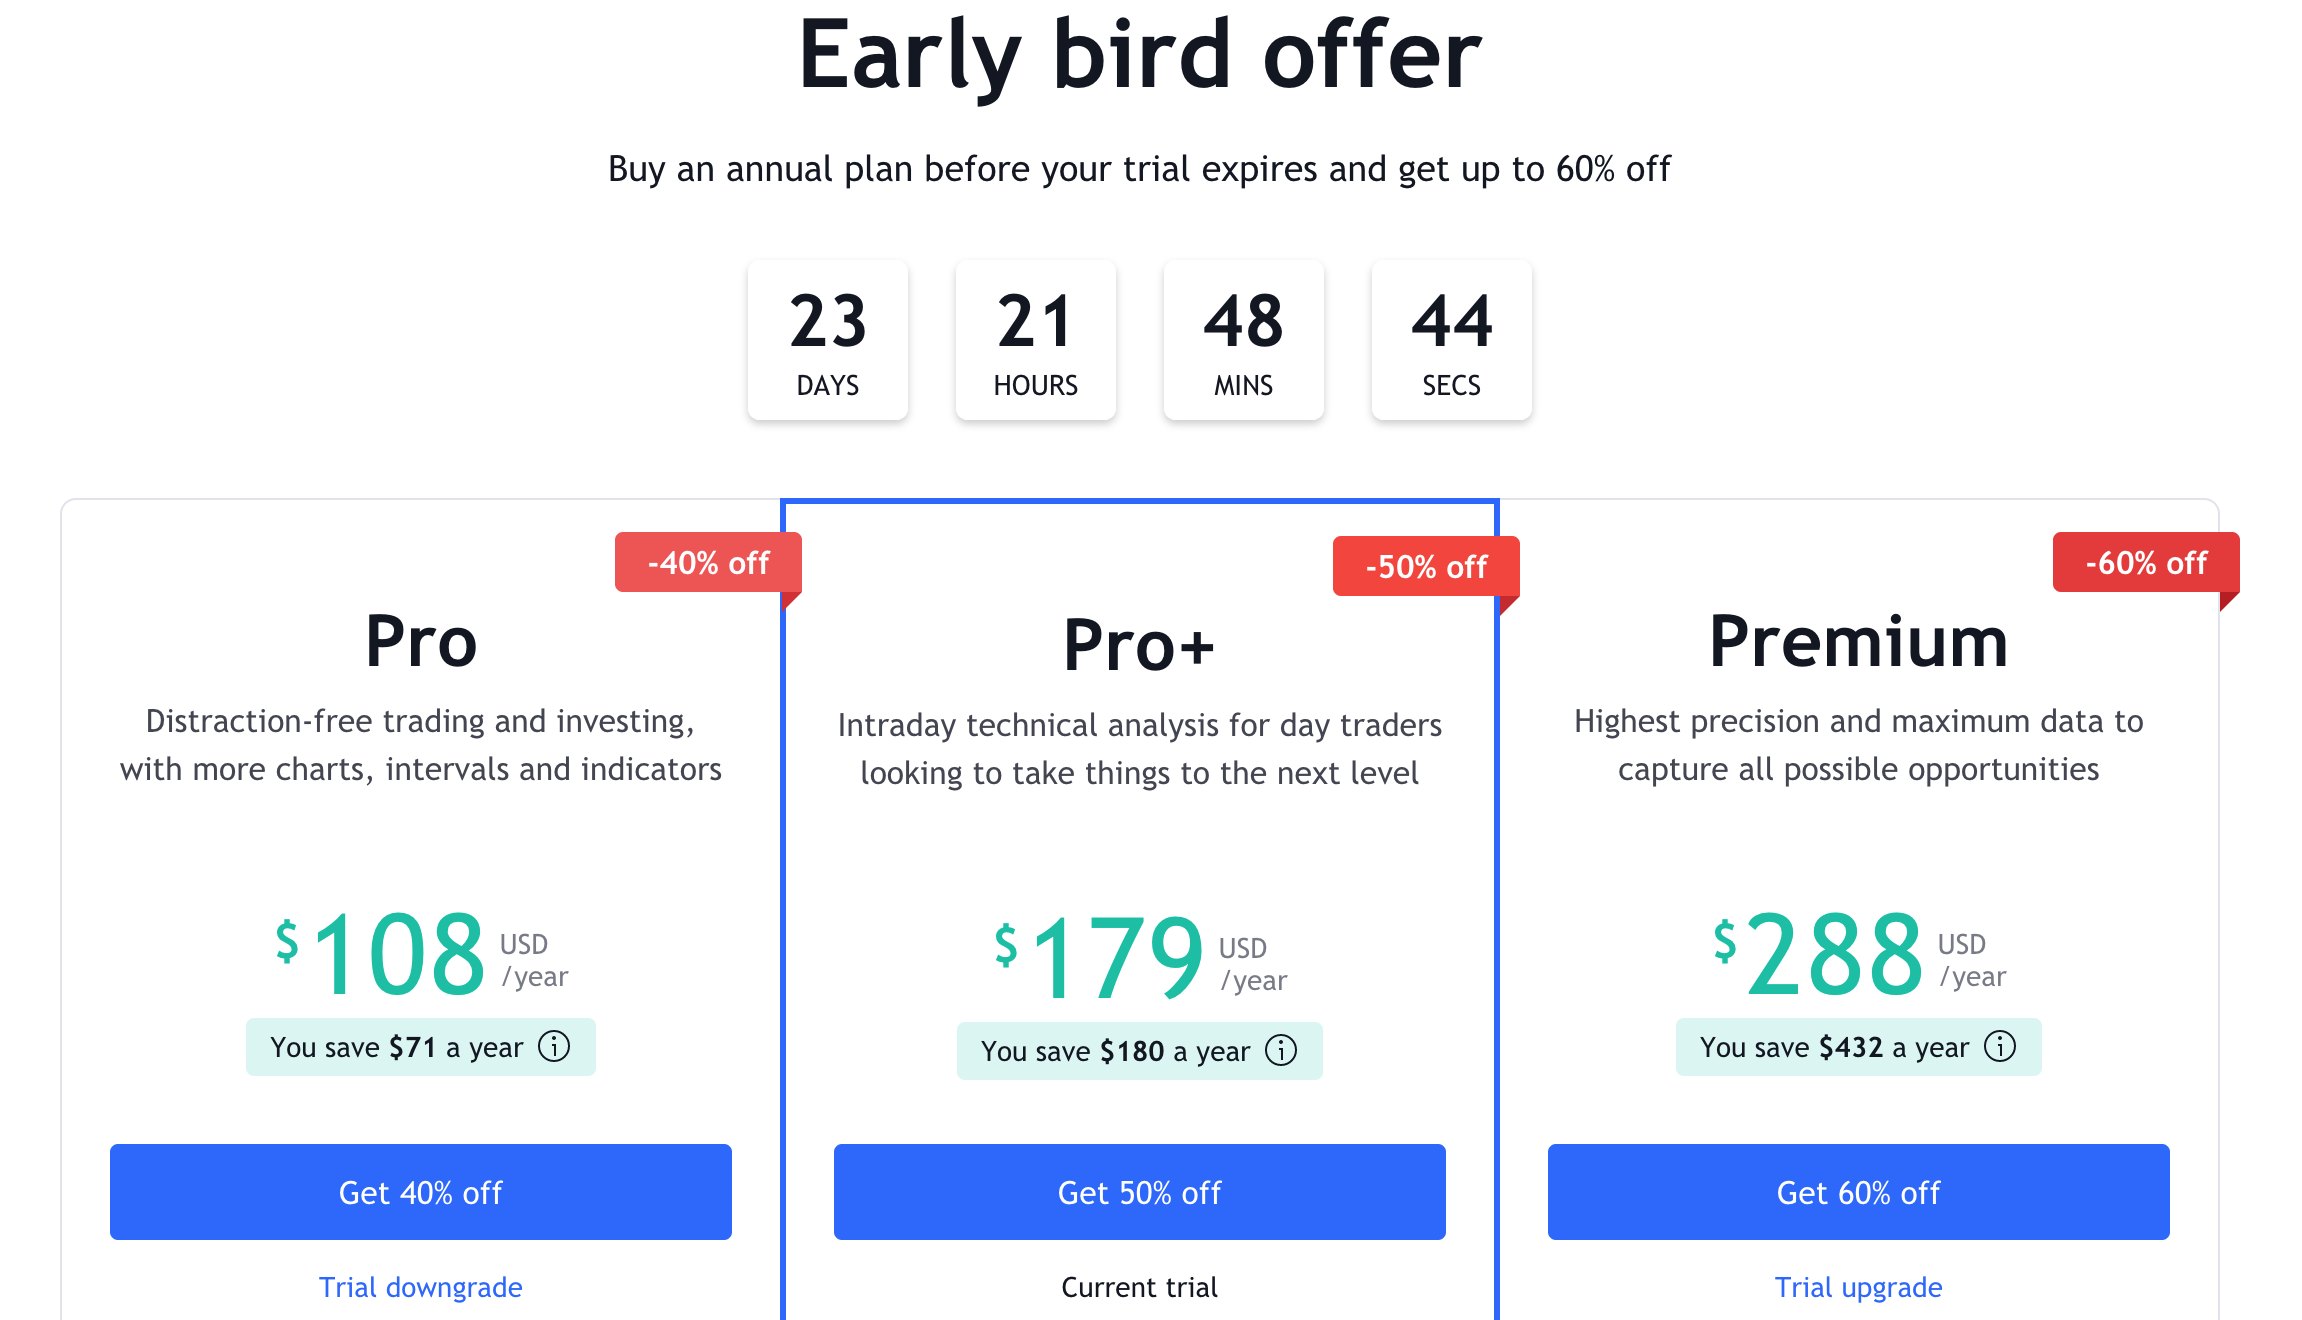 Early bird offer
Buy an annual plan before your trial expires and get up to 60% off
23
DAYS
21
HOURS
48
MINS
44
SECS
-40% off
Pro
Distraction-free trading and investing,
with more charts, intervals and indicators
$108 USD
/year
You save $71 a year
Get 40% off
Trial downgrade
-50% off
Pro+
Intraday technical analysis for day traders
looking to take things to the next level
$179 USD
/year
You save $180 a year
Get 50% off
Current trial
-60% off
Premium
Highest precision and maximum data to
capture all possible opportunities
$288 USD
/year
You save $432 a year
Get 60% off
Trial upgrade